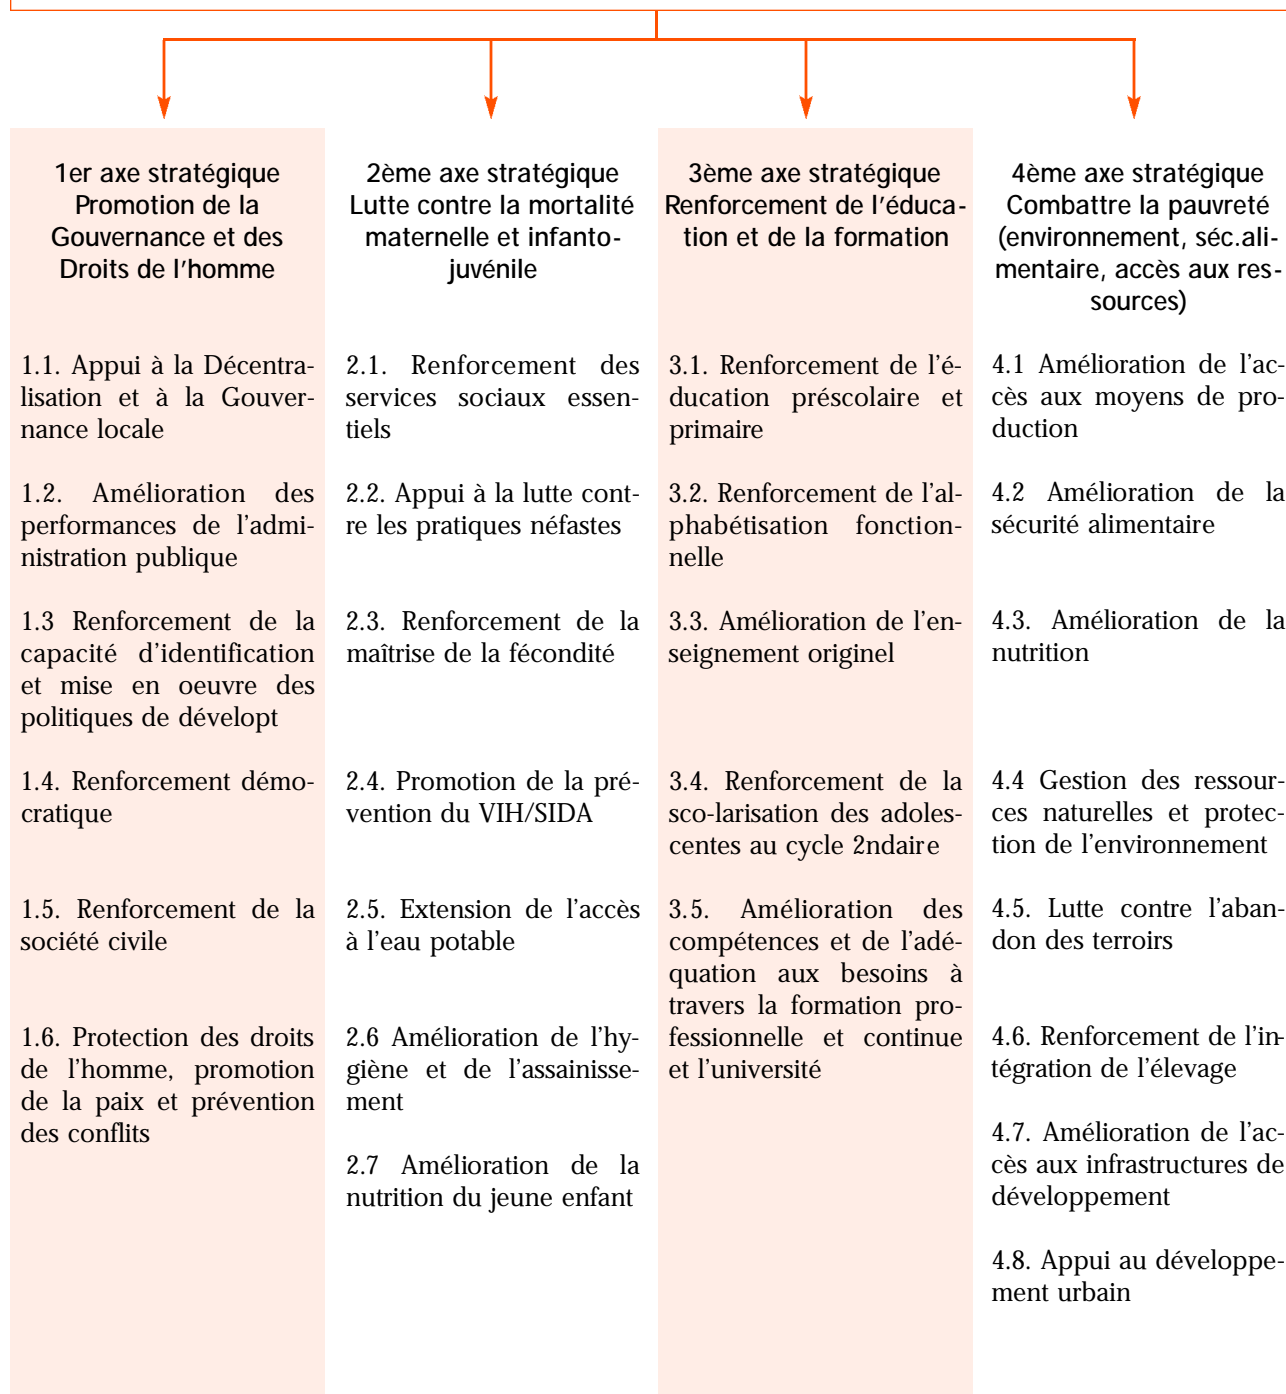 1er axe stratégique
Promotion de la
Gouvernance et des
Droits de l'homme
1.1. Appui à la Décentra-
lisation et à la Gouver-
nance locale
1.2. Amélioration des
performances de l'admi-
nistration publique
1.3 Renforcement de la
capacité d'identification
et mise en oeuvre des
politiques de dévelopt
1.4. Renforcement démo-
cratique
1.5. Renforcement de la
société civile
1.6. Protection des droits
de l'homme, promotion
de la paix et prévention
des conflits
2ème axe stratégique
Lutte contre la mortalité
maternelle et infanto-
juvénile
2.1. Renforcement des
services sociaux essen-
tiels
2.2. Appui à la lutte cont-
re les pratiques néfastes
2.3. Renforcement de la
maîtrise de la fécondité
2.4. Promotion de la pré-
vention du VIH/SIDA
2.5. Extension de l'accès
à l'eau potable
2.6 Amélioration de l'hy-
giène et de l'assainisse-
ment
2.7 Amélioration de la
nutrition du jeune enfant
3ème axe stratégique
Renforcement de l'éduca-
tion et de la formation
3.1. Renforcement de l'é-
ducation préscolaire et
primaire
3.2. Renforcement de l'al-
phabétisation fonction-
nelle
3.3. Amélioration de l'en-
seignement originel
3.4. Renforcement de la
sco-larisation des adoles-
centes au cycle 2ndaire
3.5. Amélioration des
compétences et de l'adé-
quation aux besoins à
travers la formation pro-
fessionnelle et continue
et l'université
4ème axe stratégique
Combattre la pauvreté
(environnement, séc.ali-
mentaire, accès aux res-
sources)
4.1 Amélioration de l'ac-
cès aux moyens de pro-
duction
4.2 Amélioration de la
sécurité alimentaire
4.3. Amélioration de la
nutrition
4.4 Gestion des ressour-
ces naturelles et protec-
tion de l'environnement
4.5. Lutte contre l'aban-
don des terroirs
4.6. Renforcement de l'in-
tégration de l'élevage
4.7. Amélioration de l'ac-
cès aux infrastructures de
développement
4.8. Appui au développe-
ment urbain